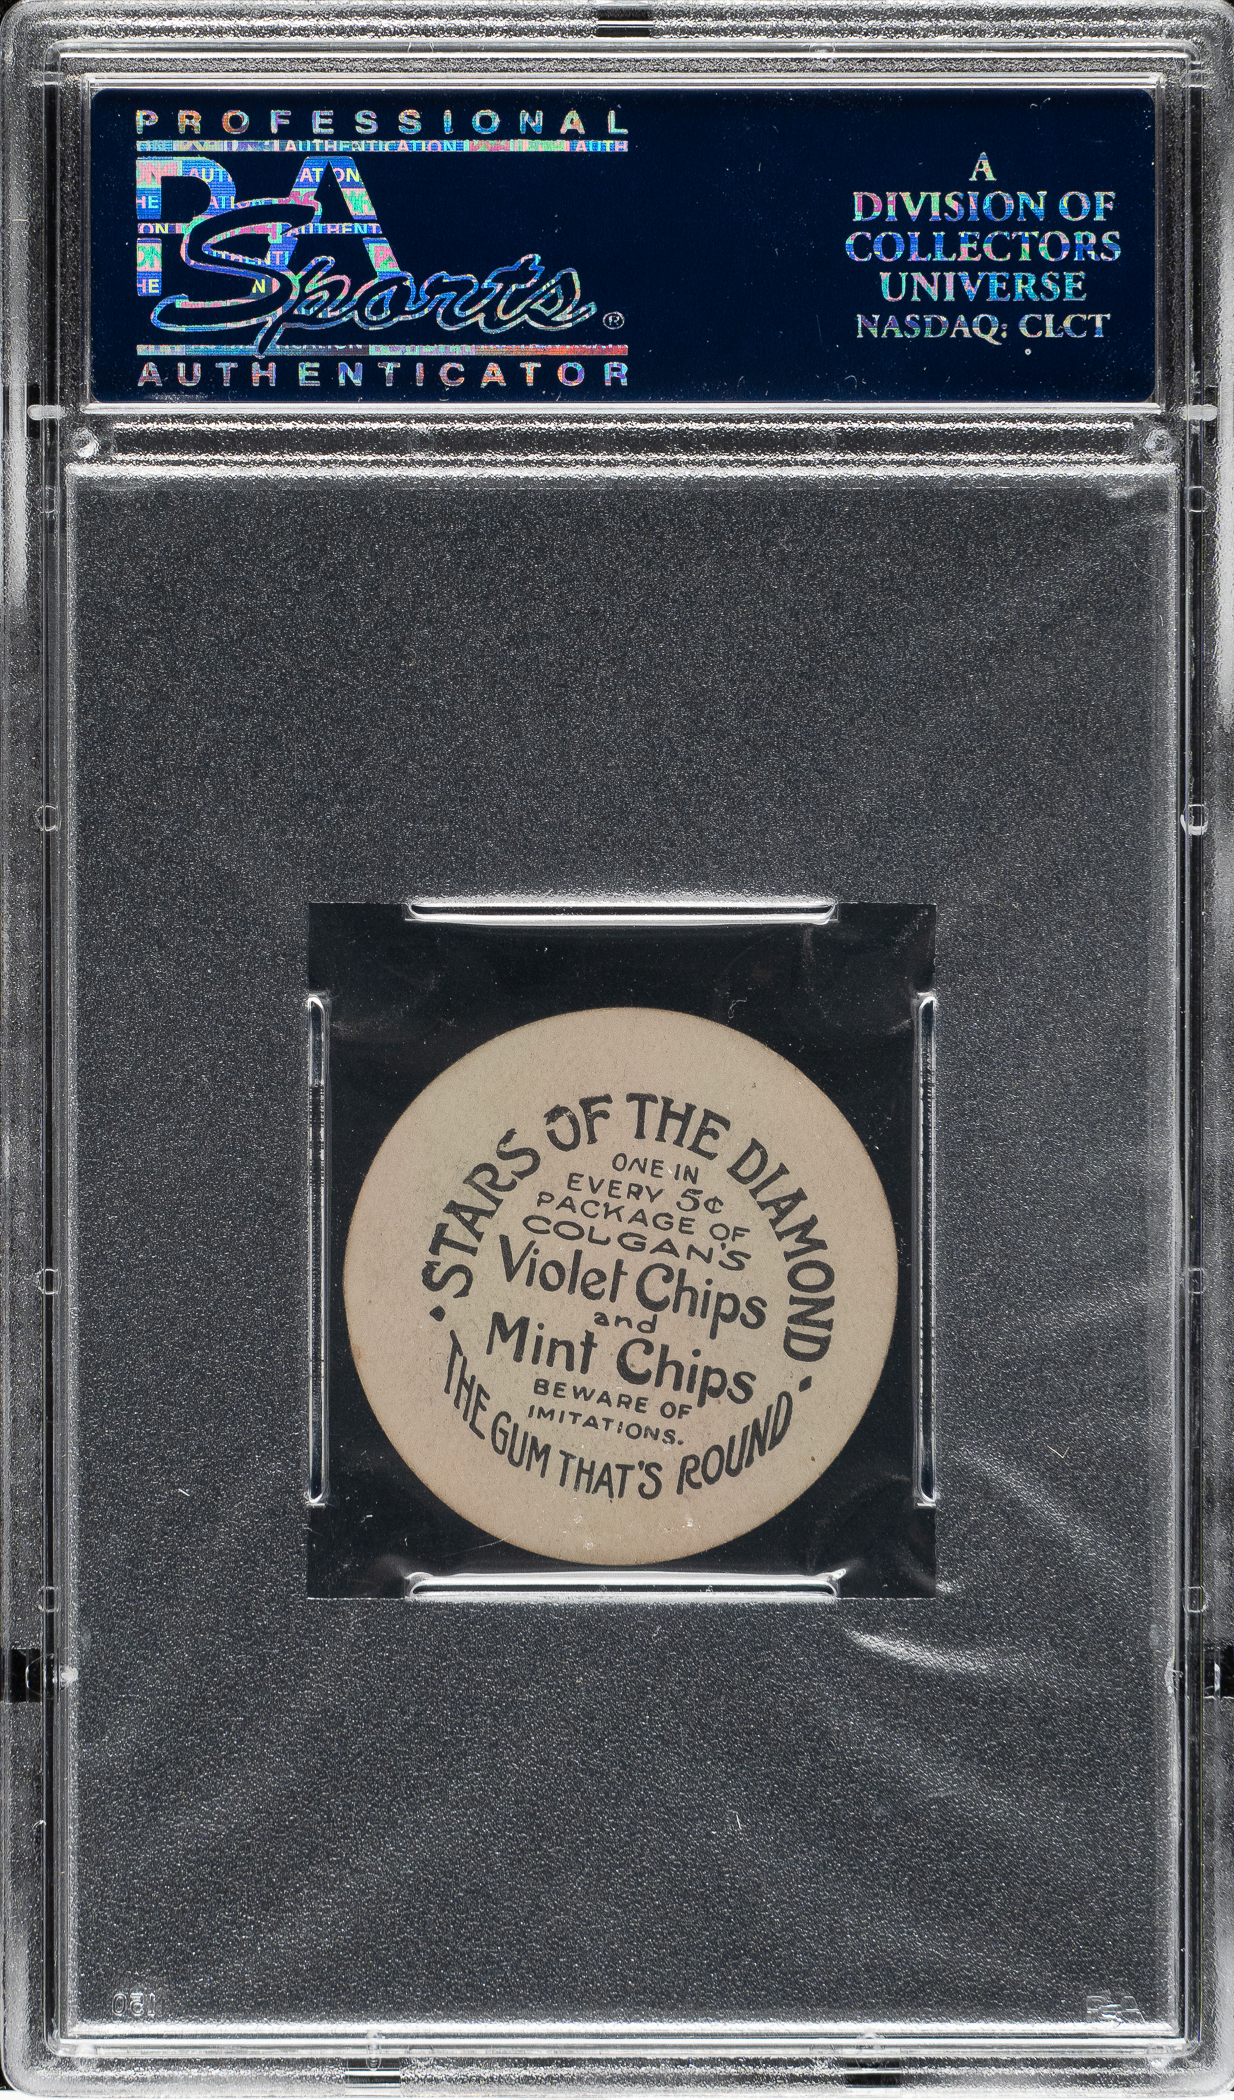 PROFESSIONAL
PSA
Sports®
AUTHENTICATOR
A
DIVISION OF
COLLECTORS
UNIVERSE
NASDAQ: CLCT
• STARS OF THE DIAMOND •
ONE IN
EVERY 5¢
PACKAGE OF
COLGAN'S
Violet Chips
and
Mint Chips
BEWARE OF
IMITATIONS.
THE GUM THAT'S ROUND
PSA